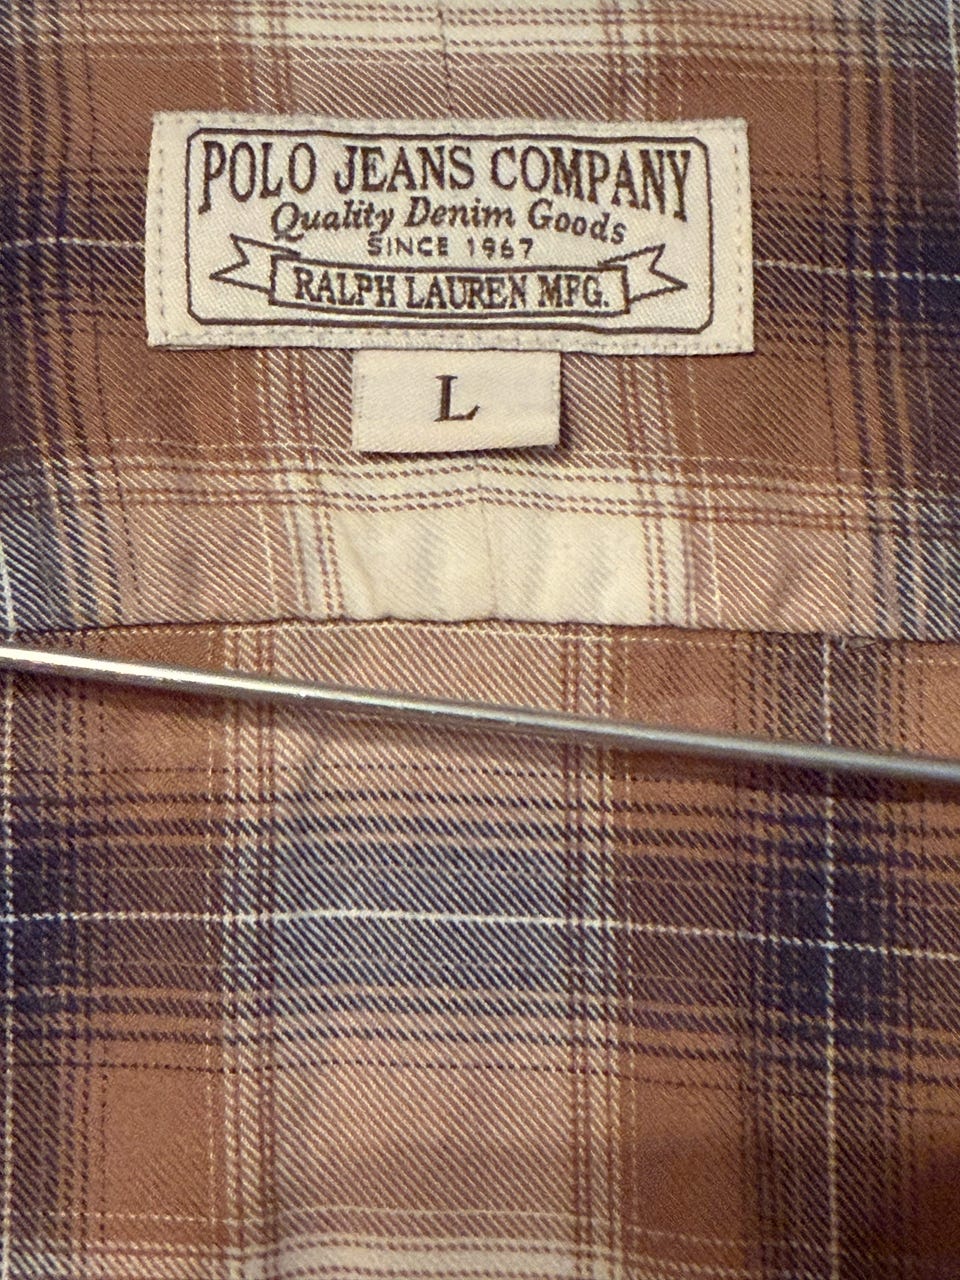 POLO JEANS COMPANY
Quality Denim Goods
SINCE 1967
RALPH LAUREN MFG.
L